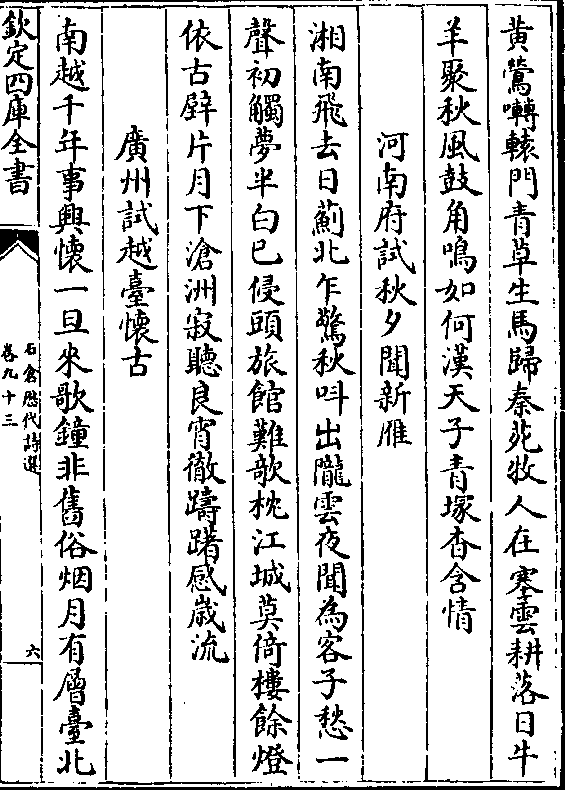 黄鶯囀轅門青草生馬歸秦苑牧人在塞雲耕落日牛
羊聚秋風鼓角鳴如何漢天子青塚杳含情
河南府試秋夕聞新雁
湘南飛去日薊北乍驚秋呌出隴雲夜聞為客子愁一
聲初觸夢半白已侵頭旅館難欹枕江城莫倚樓餘燈
依古壁片月下滄洲寂聽良宵徹躊躇感歳流
廣州試越臺懷古
南越千年事興懷一旦來歌鐘非舊俗烟月有層臺北
欽定四庫全書
石倉歴代詩選
卷九十三
六